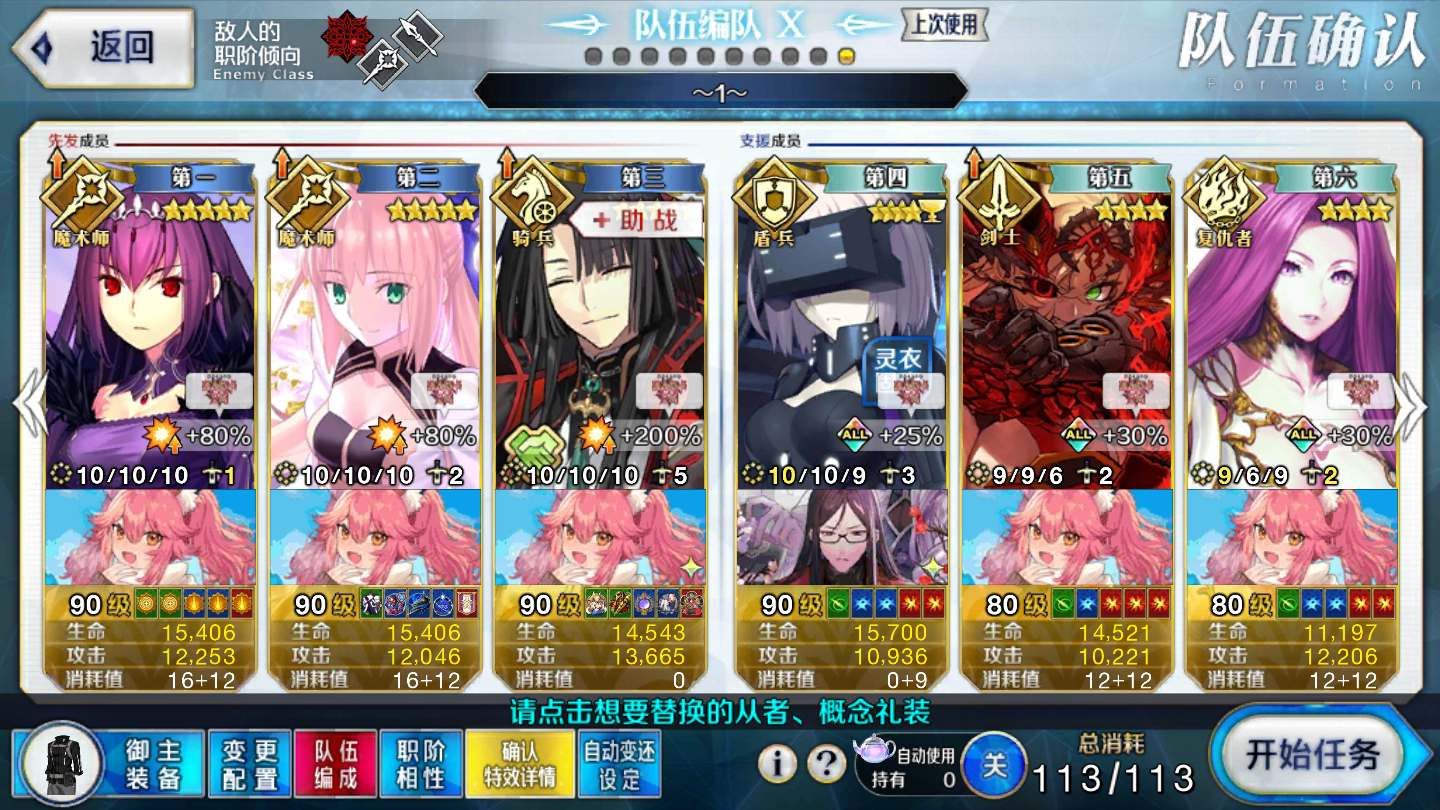 返回
敌人的
职阶倾向
Enemy Class
队伍编队 X
上次使用
～1～
队伍确认
Formation
先发成员
支援成员
第一
魔术师
+80%
10/10/10 1
90级
生命 15,406
攻击 12,253
消耗值 16+12
第二
魔术师
+80%
10/10/10 2
90级
生命 15,406
攻击 12,046
消耗值 16+12
第三
骑兵
+助战
+200%
10/10/10 5
90级
生命 14,543
攻击 13,665
消耗值 0
第四
盾兵
灵衣
ALL +25%
10/10/9 3
90级
生命 15,700
攻击 10,936
消耗值 0+9
第五
剑士
ALL +30%
9/9/6 2
80级
生命 14,521
攻击 10,221
消耗值 12+12
第六
复仇者
ALL +30%
9/6/9 2
80级
生命 11,197
攻击 12,206
消耗值 12+12
请点击想要替换的从者、概念礼装
御主
装备
变更
配置
队伍
编成
职阶
相性
确认
特效详情
自动变还
设定
i
?
自动使用
持有 0
关
总消耗
113/113
开始任务